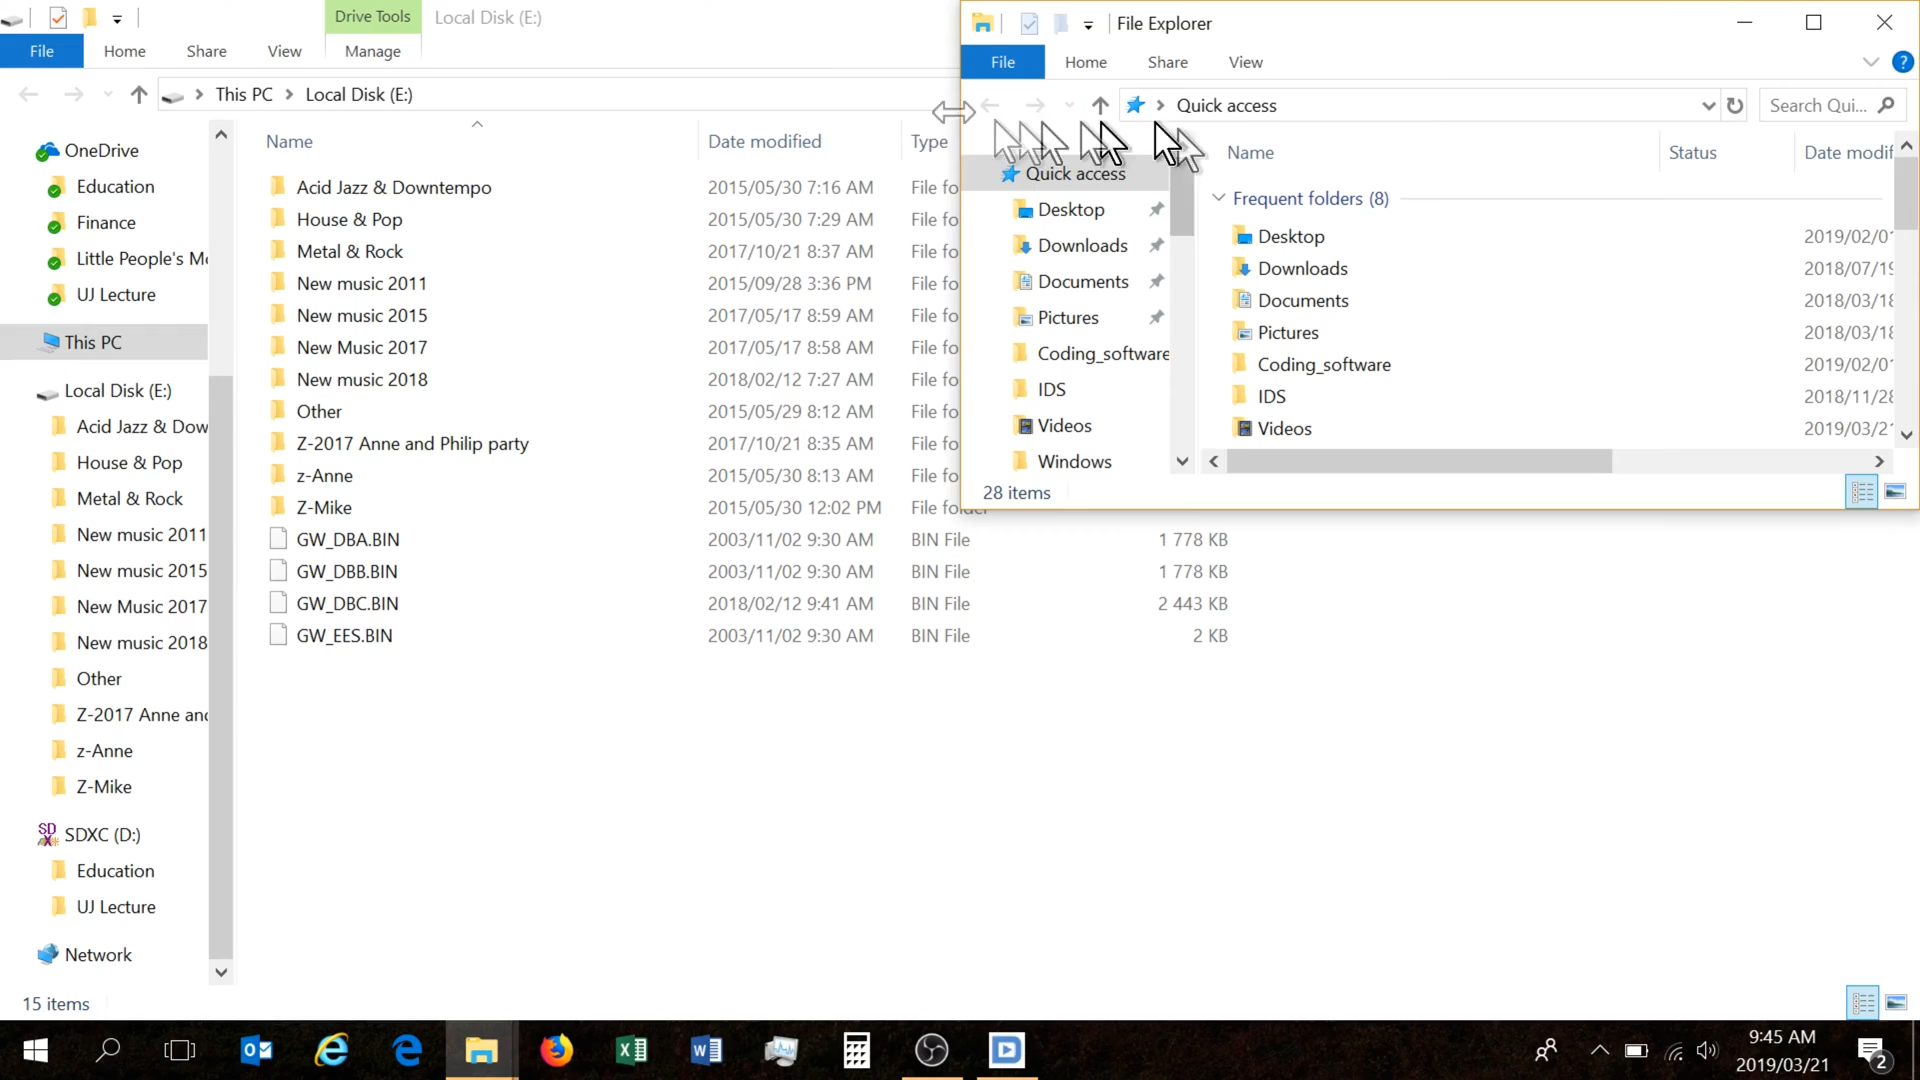 Drive Tools
Local Disk (E:)
File
Home
Share
View
Manage
This PC
Local Disk (E:)
OneDrive
Education
Finance
Little People's
UJ Lecture
This PC
Local Disk (E:)
Acid Jazz & Dow
House & Pop
Metal & Rock
New music 2011
New music 2015
New Music 2017
New music 2018
Other
Z-2017 Anne and
z-Anne
Z-Mike
SDXC (D:)
Education
UJ Lecture
Network
15 items
Name Date modified Type
Acid Jazz & Downtempo 2015/05/30 7:16 AM File fo
House & Pop 2015/05/30 7:29 AM File fo
Metal & Rock 2017/10/21 8:37 AM File fo
New music 2011 2015/09/28 3:36 PM File fo
New music 2015 2017/05/17 8:59 AM File fo
New Music 2017 2017/05/17 8:58 AM File fo
New music 2018 2018/02/12 7:27 AM File fo
Other 2015/05/29 8:12 AM File fo
Z-2017 Anne and Philip party 2017/10/21 8:35 AM File fo
z-Anne 2015/05/30 8:13 AM File fo
Z-Mike 2015/05/30 12:02 PM File folder
GW_DBA.BIN 2003/11/02 9:30 AM BIN File 1 778 KB
GW_DBB.BIN 2003/11/02 9:30 AM BIN File 1 778 KB
GW_DBC.BIN 2018/02/12 9:41 AM BIN File 2 443 KB
GW_EES.BIN 2003/11/02 9:30 AM BIN File 2 KB
File Explorer
File
Home
Share
View
Quick access
Search Qui...
Quick access
Desktop
Downloads
Documents
Pictures
Coding_software
IDS
Videos
Windows
Name Status Date modif
Frequent folders (8)
Desktop 2019/02/01
Downloads 2018/07/19
Documents 2018/03/18
Pictures 2018/03/18
Coding_software 2019/02/01
IDS 2018/11/28
Videos 2019/03/21
28 items
9:45 AM
2019/03/21
2